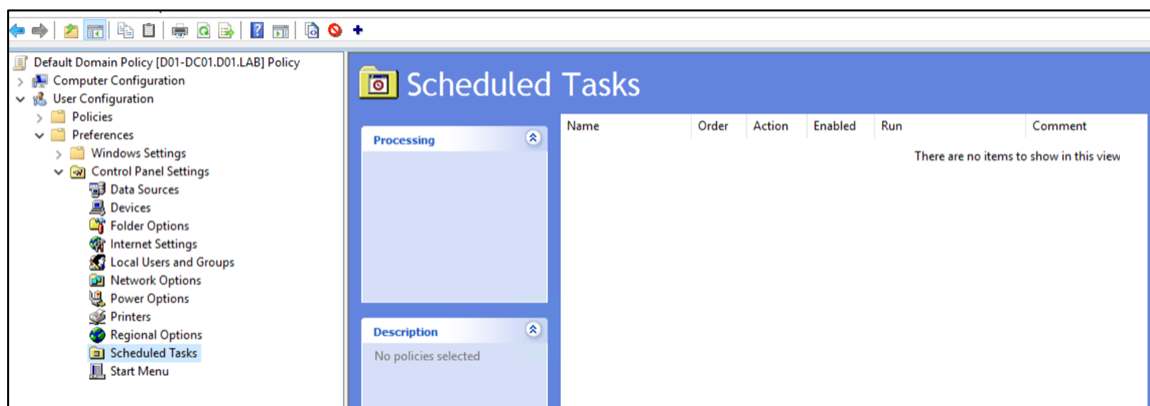 Default Domain Policy [D01-DC01.D01.LAB] Policy
Computer Configuration
User Configuration
Policies
Preferences
Windows Settings
Control Panel Settings
Data Sources
Devices
Folder Options
Internet Settings
Local Users and Groups
Network Options
Power Options
Printers
Regional Options
Scheduled Tasks
Start Menu
Scheduled Tasks
Processing
Description
No policies selected
Name Order Action Enabled Run Comment
There are no items to show in this view